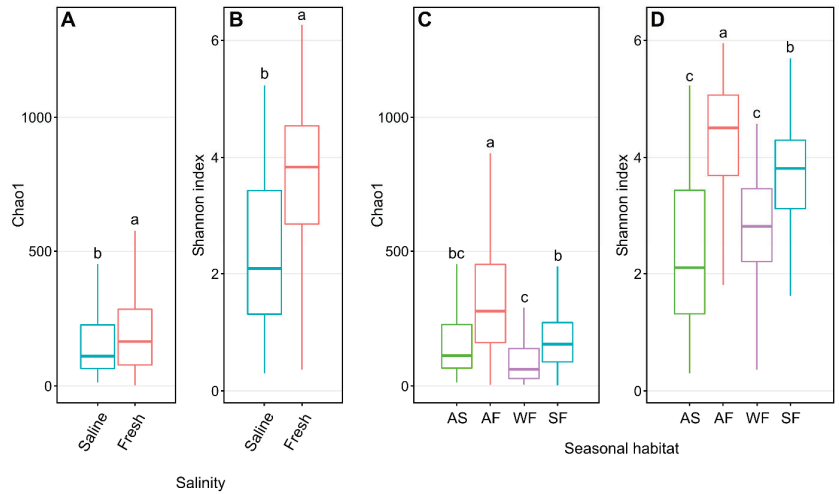 A
Chao1
1000
500
0
b
a
Saline
Fresh
B
Shannon index
6
4
2
0
b
a
Saline
Fresh
Salinity
C
Chao1
1000
500
0
bc
a
c
b
AS AF WF SF
D
Shannon index
6
4
2
0
c
a
c
b
AS AF WF SF
Seasonal habitat